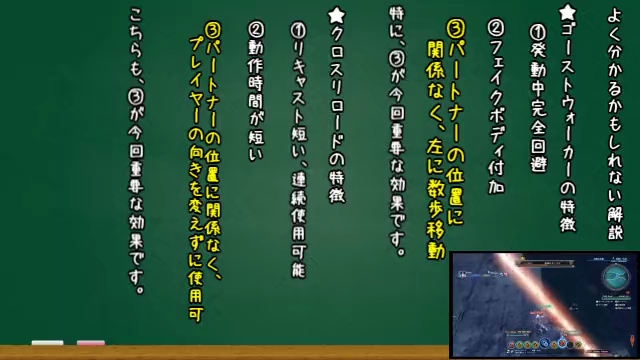 よく分かるかもしれない解説
★ゴーストウォーカーの特徴
①発動中完全回避
②フェイクボディ付加
③パートナーの位置に
関係なく、左に数歩移動
特に、③が今回重要な効果です。
★クロスリロードの特徴
①リキャスト短い、連続使用可能
②動作時間が短い
③パートナーの位置に関係なく、
プレイヤーの向きを変えずに使用可
こちらも、③が今回重要な効果です。